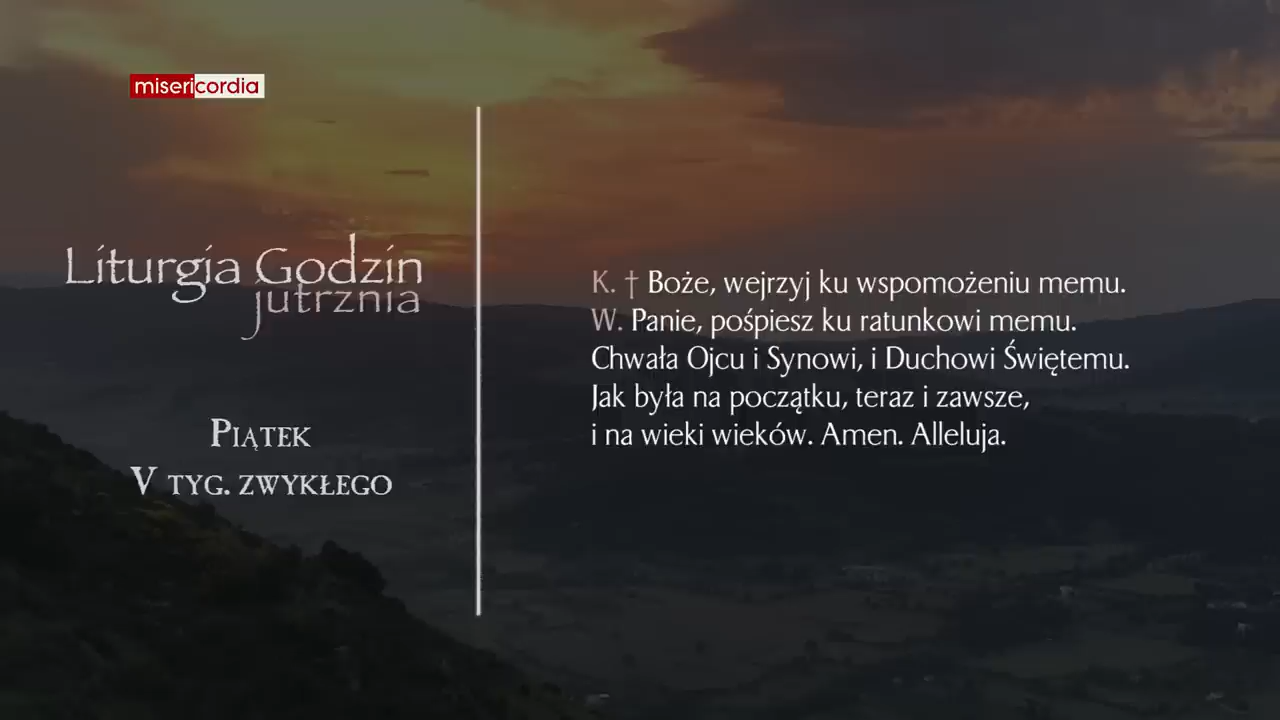 misericordia
Liturgia Godzin
jutrznia
Piątek
V tyg. zwykłego
K. † Boże, wejrzyj ku wspomożeniu memu.
W. Panie, pośpiesz ku ratunkowi memu.
Chwała Ojcu i Synowi, i Duchowi Świętemu.
Jak była na początku, teraz i zawsze,
i na wieki wieków. Amen. Alleluja.